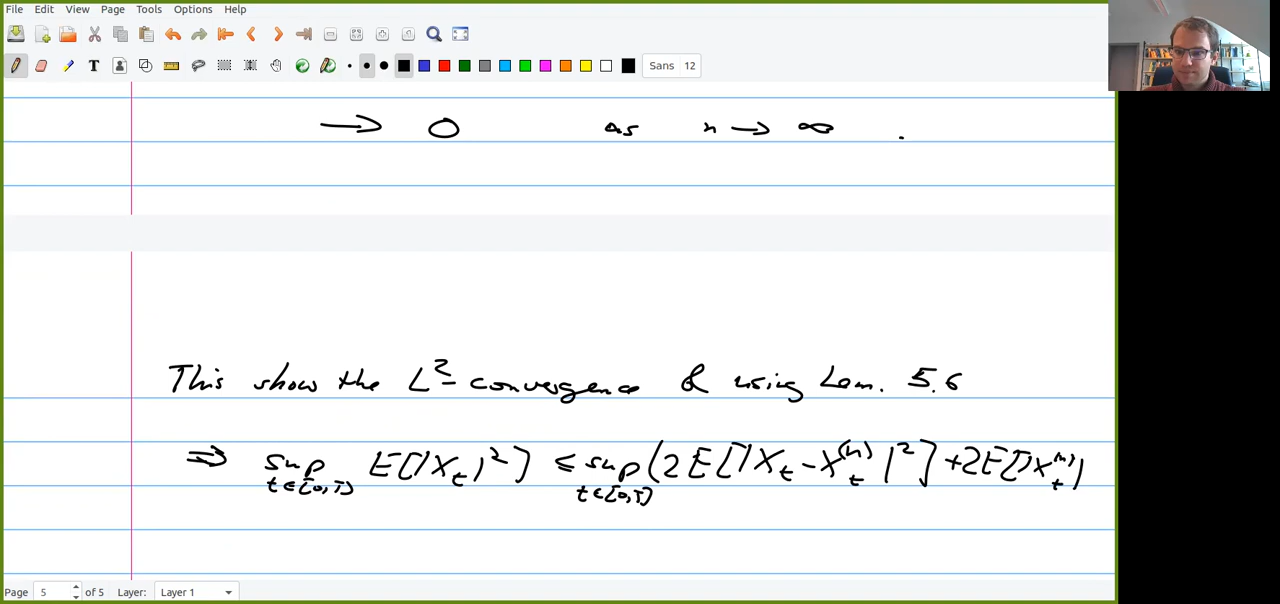 File Edit View Page Tools Options Help
Sans 12
→ 0 as n → ∞ .
This show the L²-convergence & using Lem. 5.6
⇒ sup E[|X_t|²] ≤ sup (2E[|X_t - X_t^(n)|²] + 2E[|X_t^(n)|
t∈[0,T] t∈[0,T]
Page 5 of 5 Layer: Layer 1